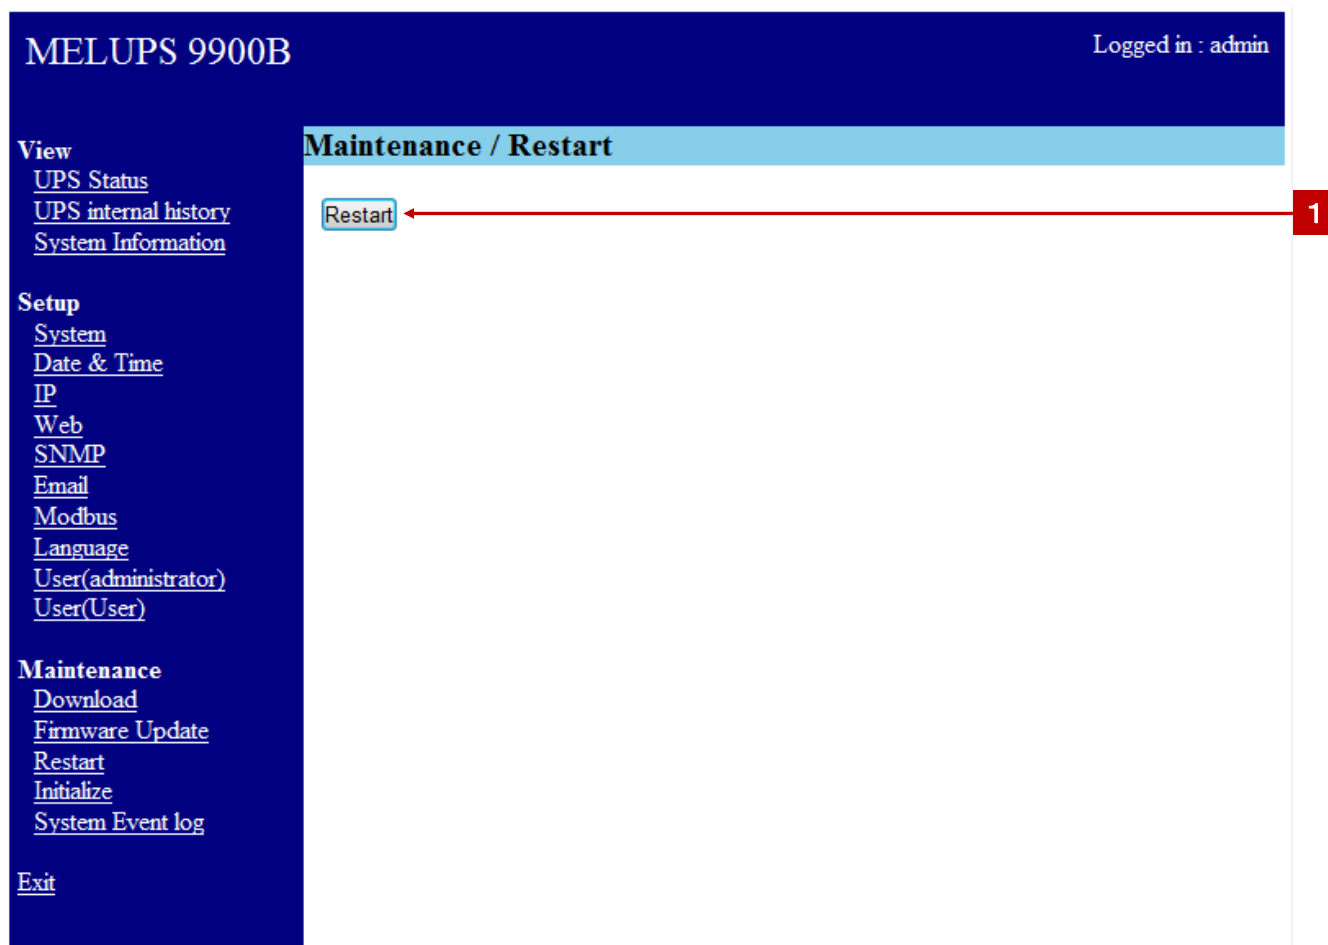 MELUPS 9900B
Logged in : admin
View
UPS Status
UPS internal history
System Information
Setup
System
Date & Time
IP
Web
SNMP
Email
Modbus
Language
User(administrator)
User(User)
Maintenance
Download
Firmware Update
Restart
Initialize
System Event log
Exit
Maintenance / Restart
Restart
1